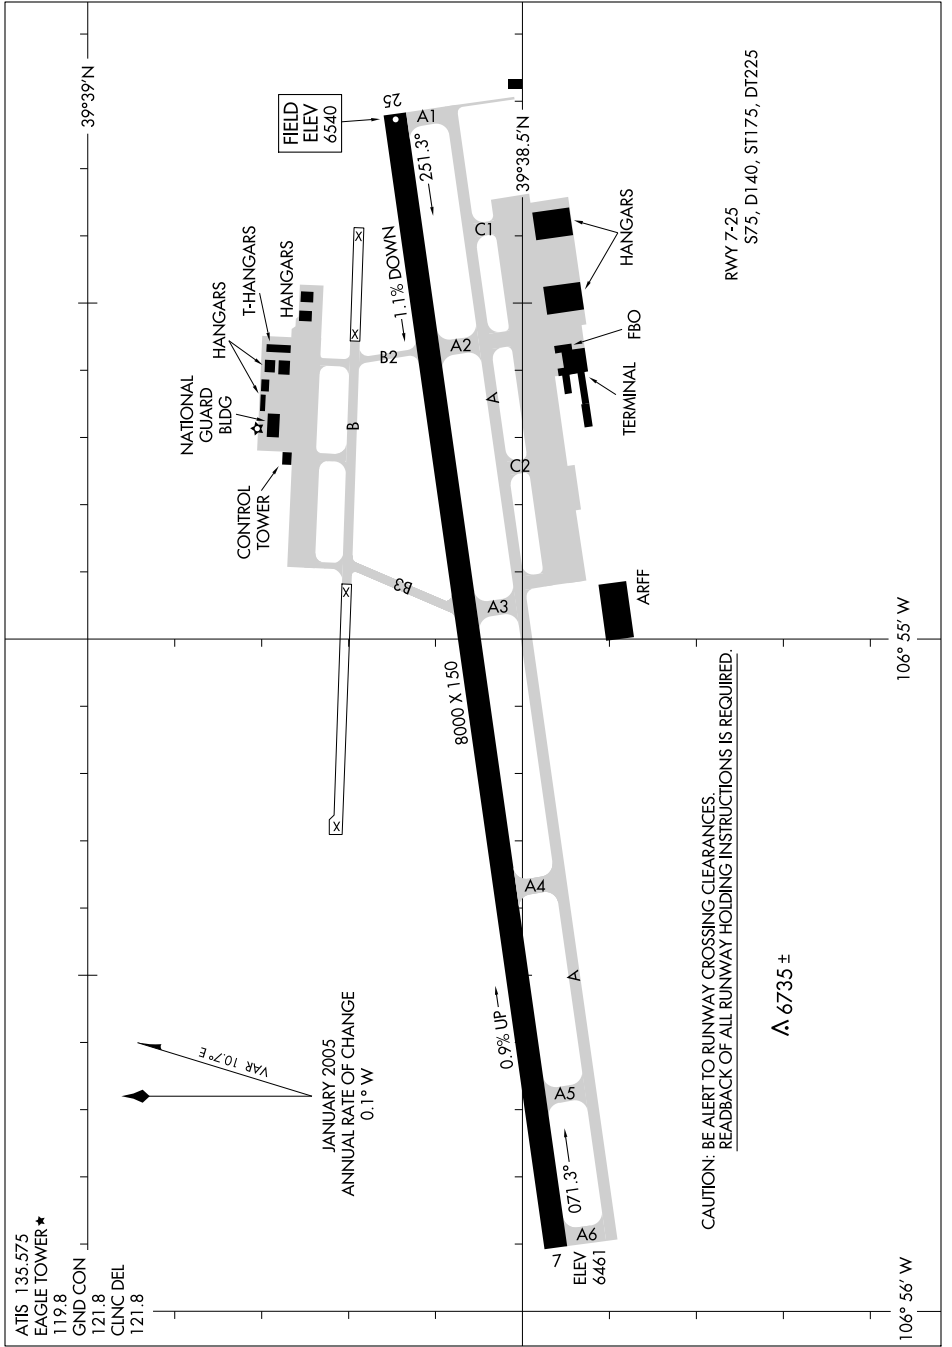 ATIS 135.575
EAGLE TOWER★
119.8
GND CON
121.8
CLNC DEL
121.8
39°39'N
FIELD
ELEV
6540
25
A1
251.3°
39°38.5'N
1.1% DOWN
C1
HANGARS
RWY 7-25
S75, D140, ST175, DT225
T-HANGARS
HANGARS
HANGARS
NATIONAL
GUARD
BLDG
CONTROL
TOWER
X
X
B2
A2
B
A
C2
FBO
TERMINAL
B3
X
A3
ARFF
8000 X 150
X
106° 55' W
A4
A
0.9% UP
VAR 10.7°E
JANUARY 2005
ANNUAL RATE OF CHANGE
0.1° W
A5
071.3°
A6
7
ELEV
6461
CAUTION: BE ALERT TO RUNWAY CROSSING CLEARANCES.
READBACK OF ALL RUNWAY HOLDING INSTRUCTIONS IS REQUIRED.
6735 ±
106° 56' W